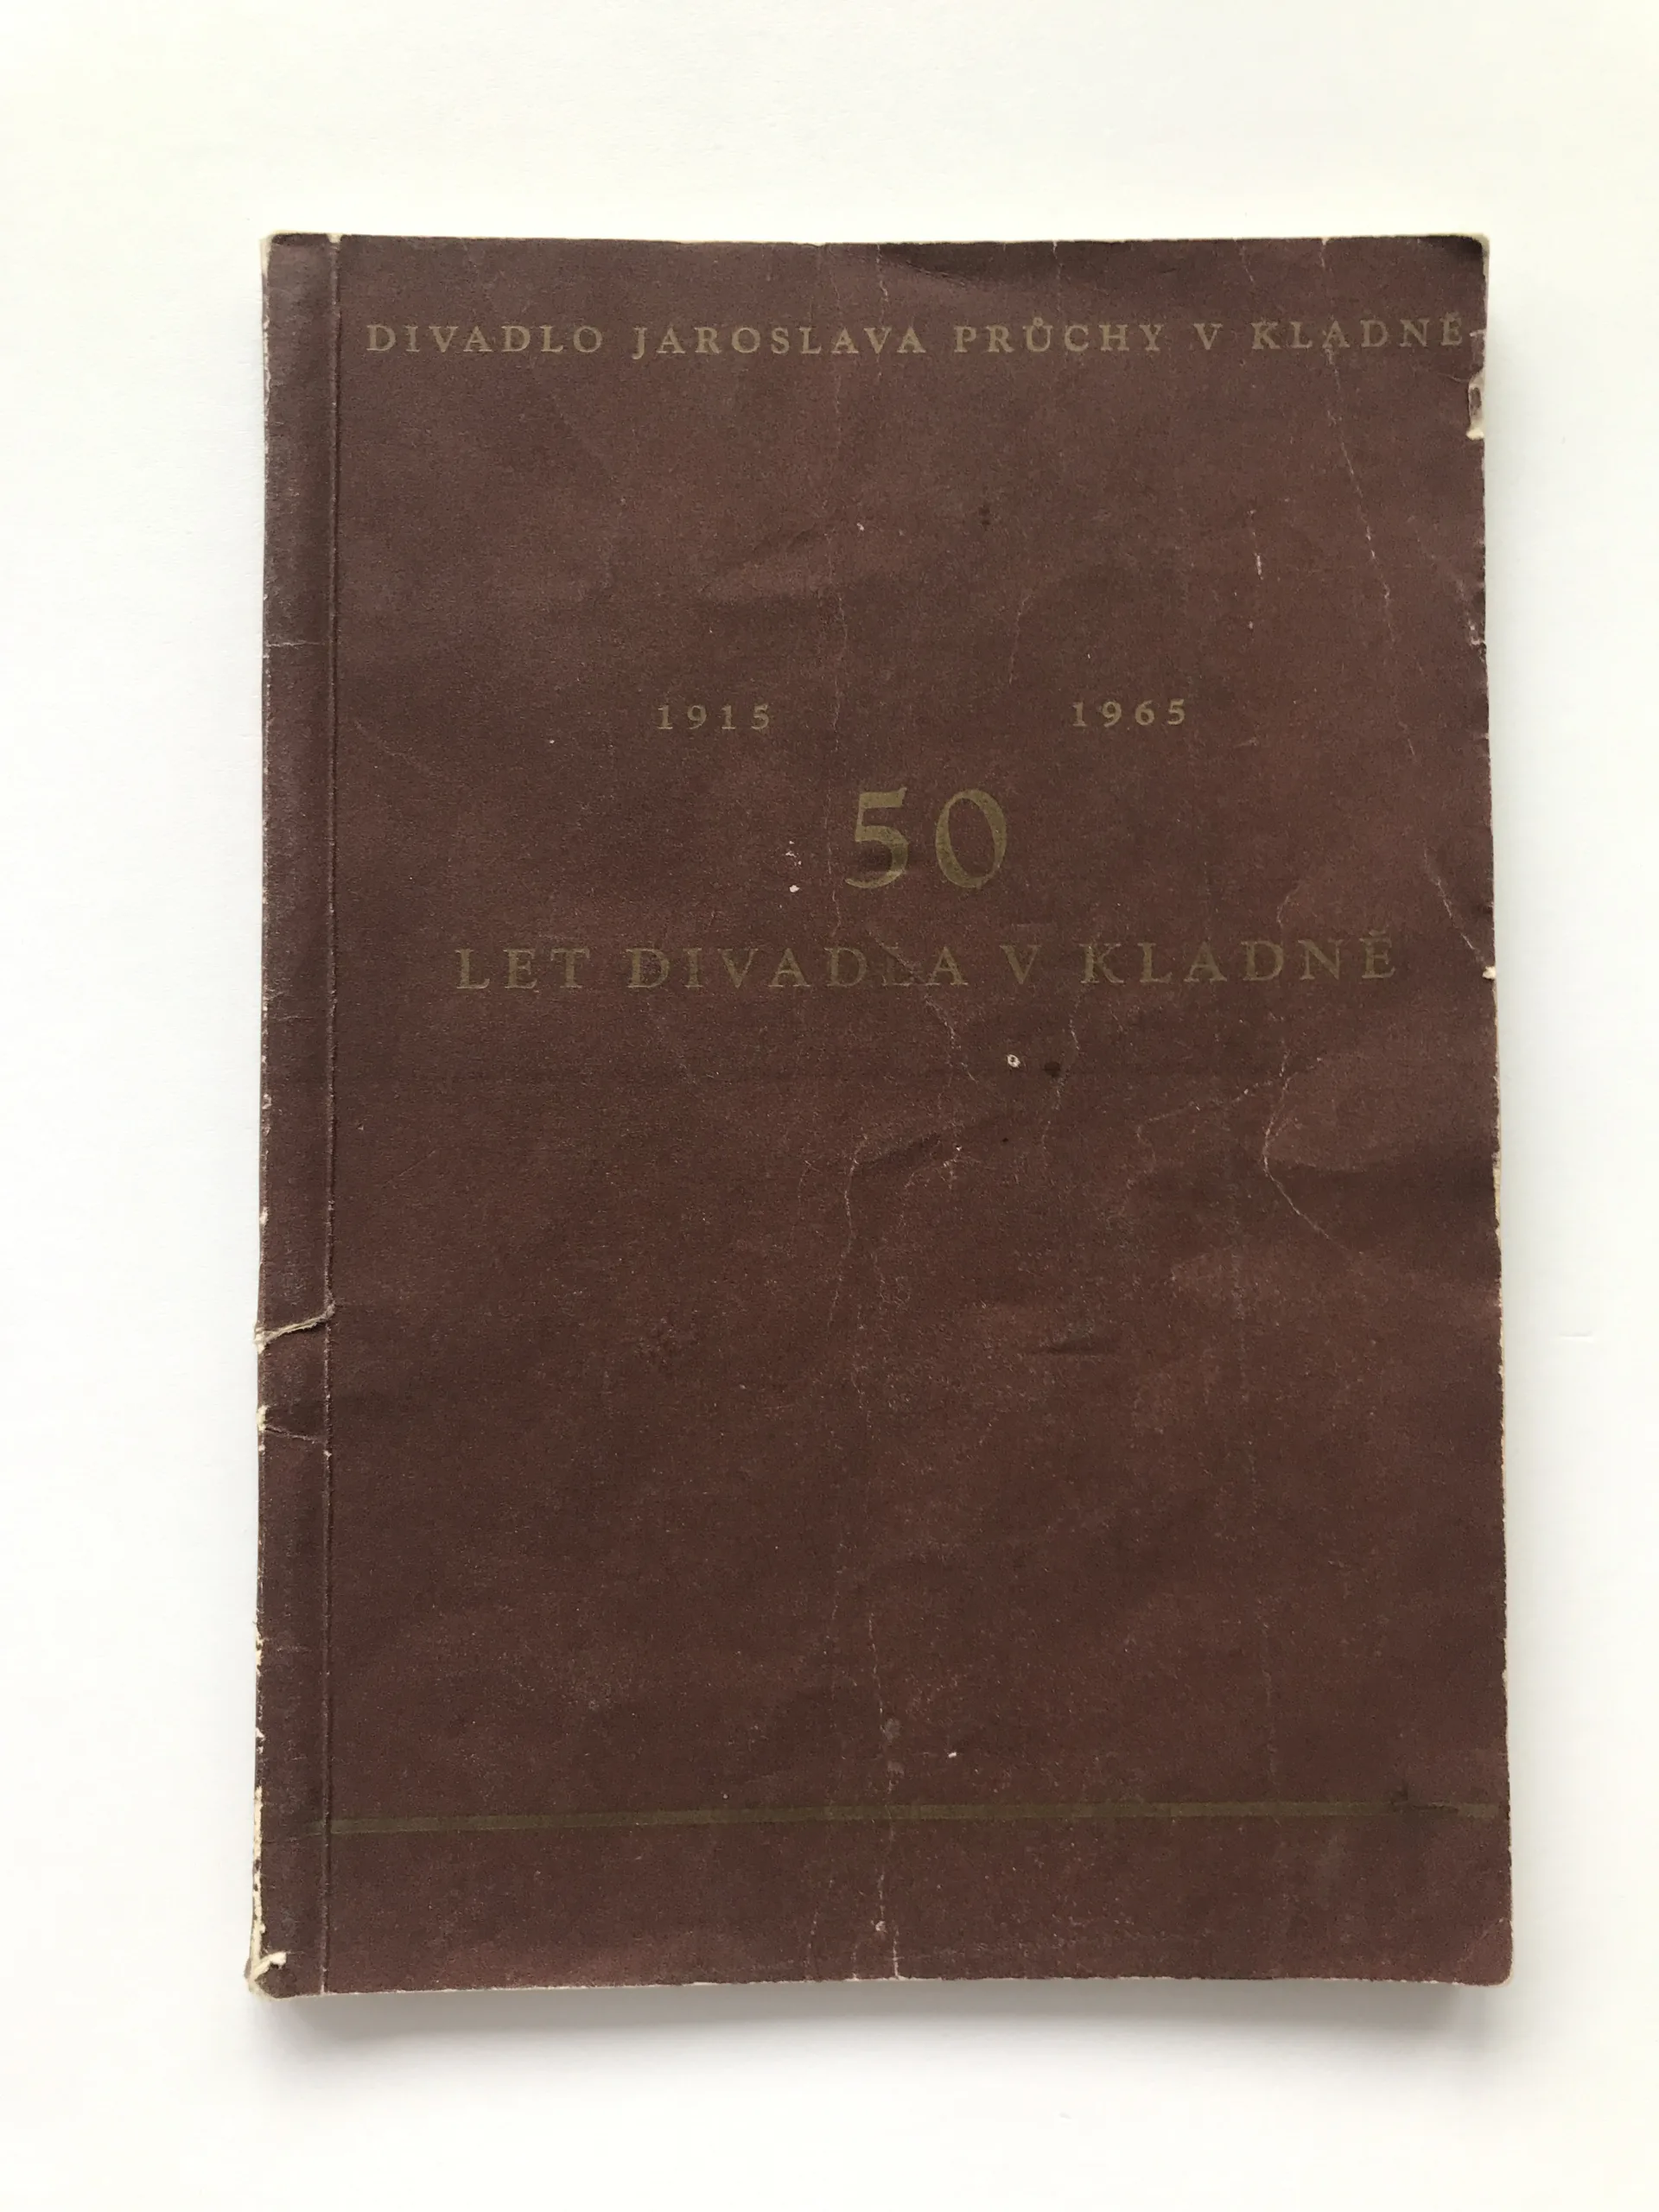 DIVADLO JAROSLAVA PRŮCHY V KLADNĚ
1915 1965
50
LET DIVADLA V KLADNĚ